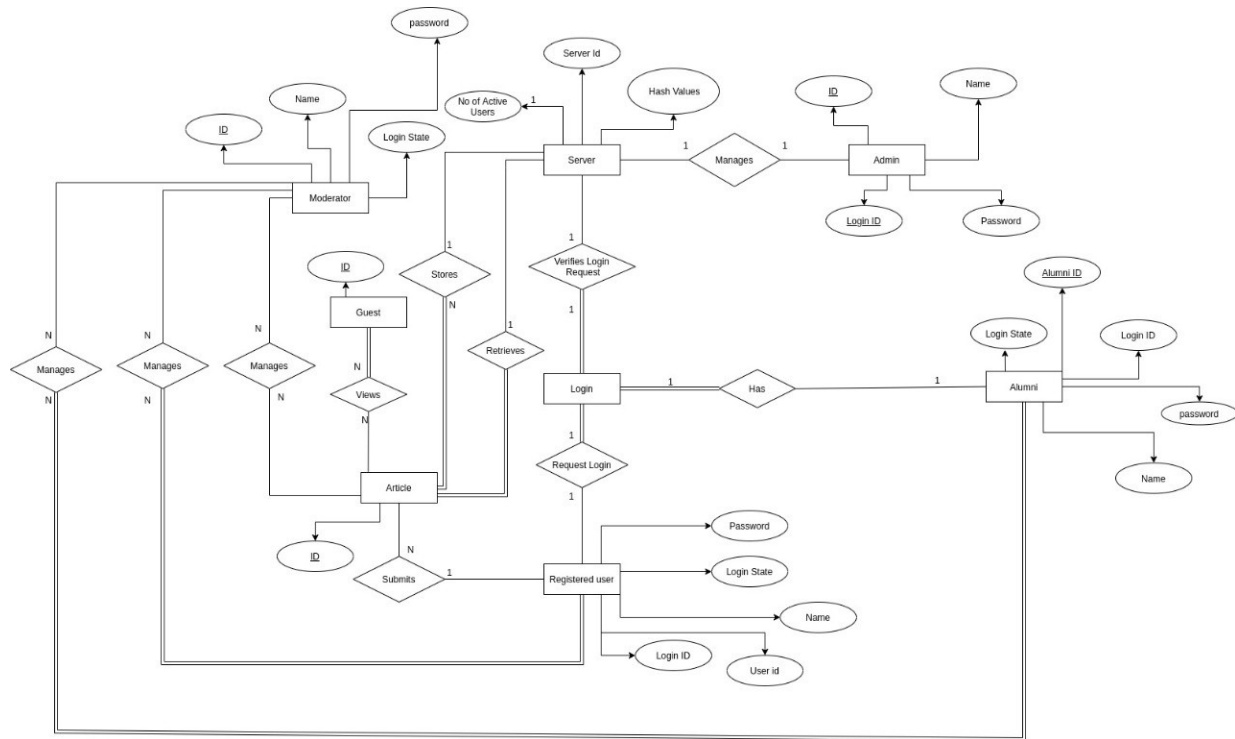 password
Server Id
Hash Values
No of Active
Users
1
ID
Name
Name
ID
Login State
Server
1
Manages
1
Admin
Moderator
Login ID
Password
1
1
Verifies Login
Request
Stores
ID
Alumni ID
N
1
Guest
Login State
Login ID
1
N
N
N
Retrieves
Manages
Manages
Manages
N
Views
Login
1
Has
1
Alumni
N
N
N
N
password
1
Request Login
Name
Article
1
Password
ID
N
Submits
1
Registered user
Login State
Name
Login ID
User id